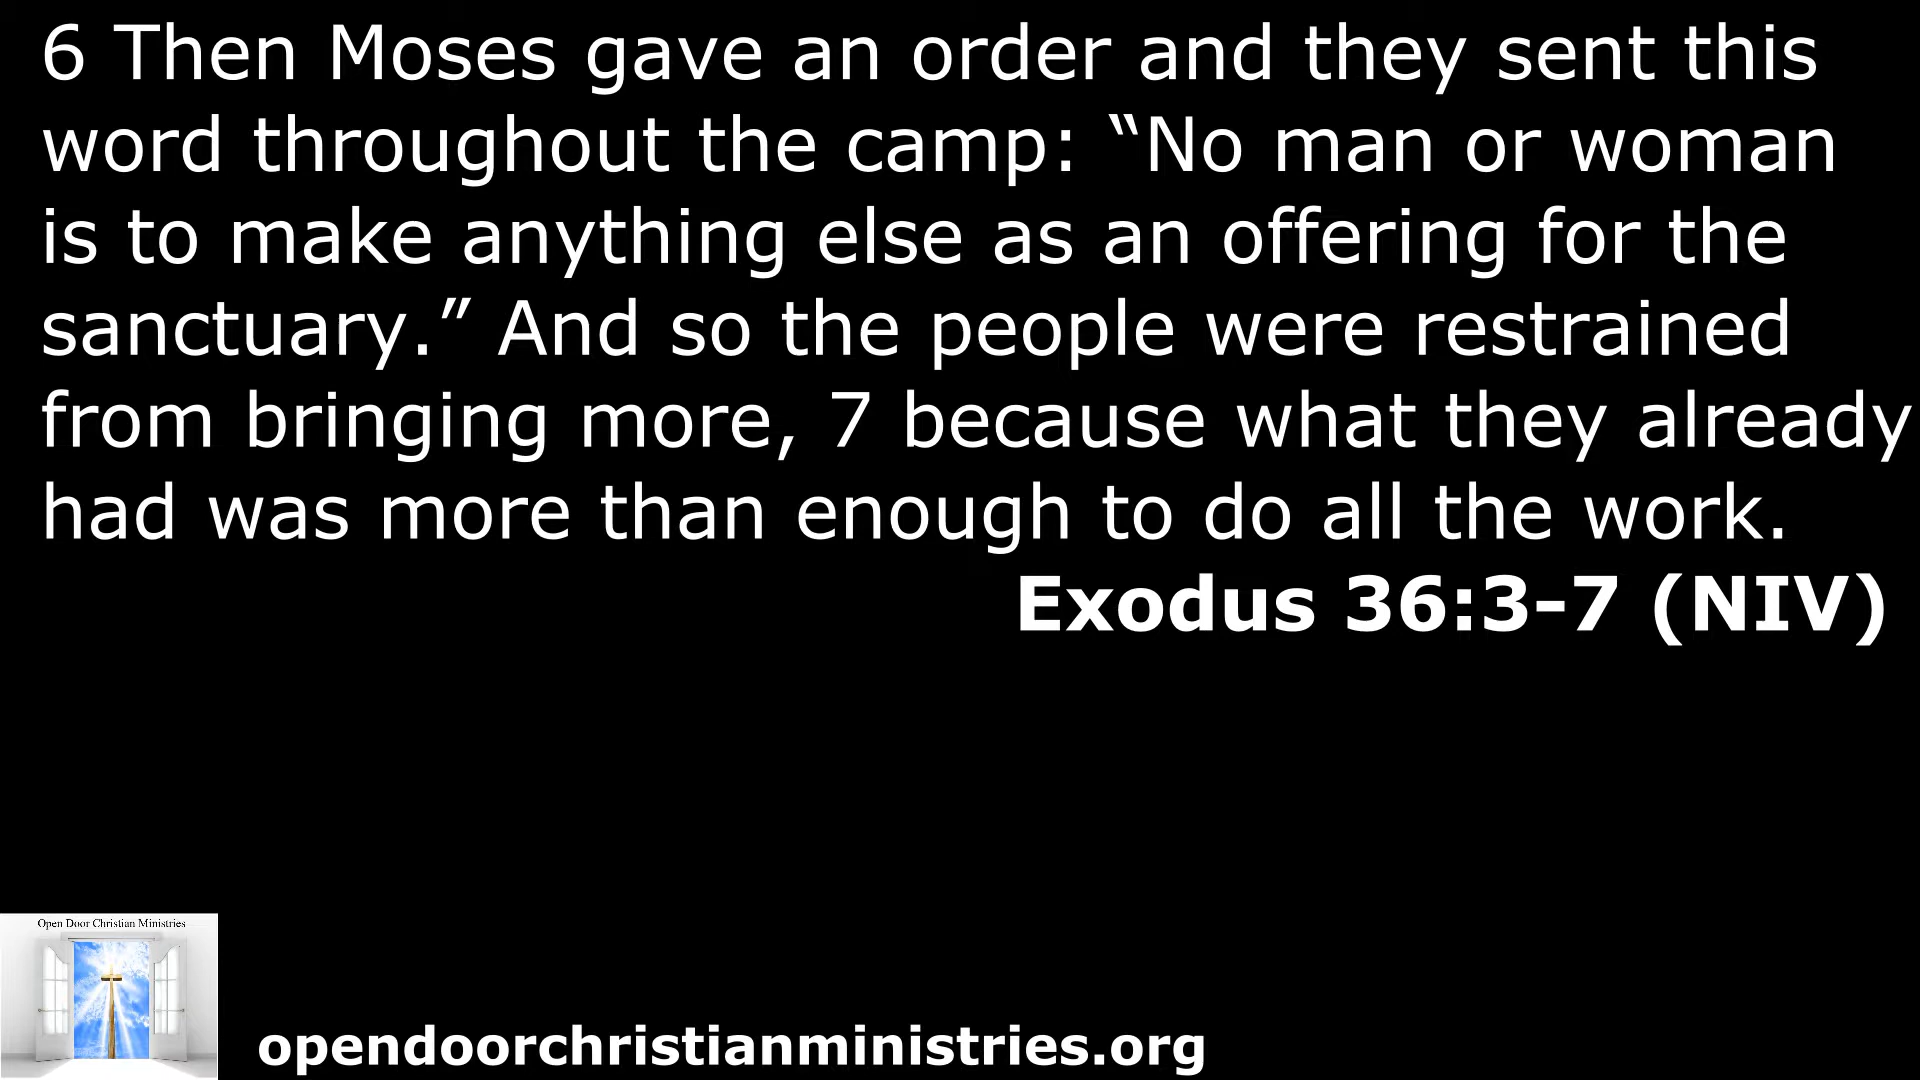 6 Then Moses gave an order and they sent this
word throughout the camp: “No man or woman
is to make anything else as an offering for the
sanctuary.” And so the people were restrained
from bringing more, 7 because what they already
had was more than enough to do all the work.
Exodus 36:3-7 (NIV)
Open Door Christian Ministries
opendoorchristianministries.org